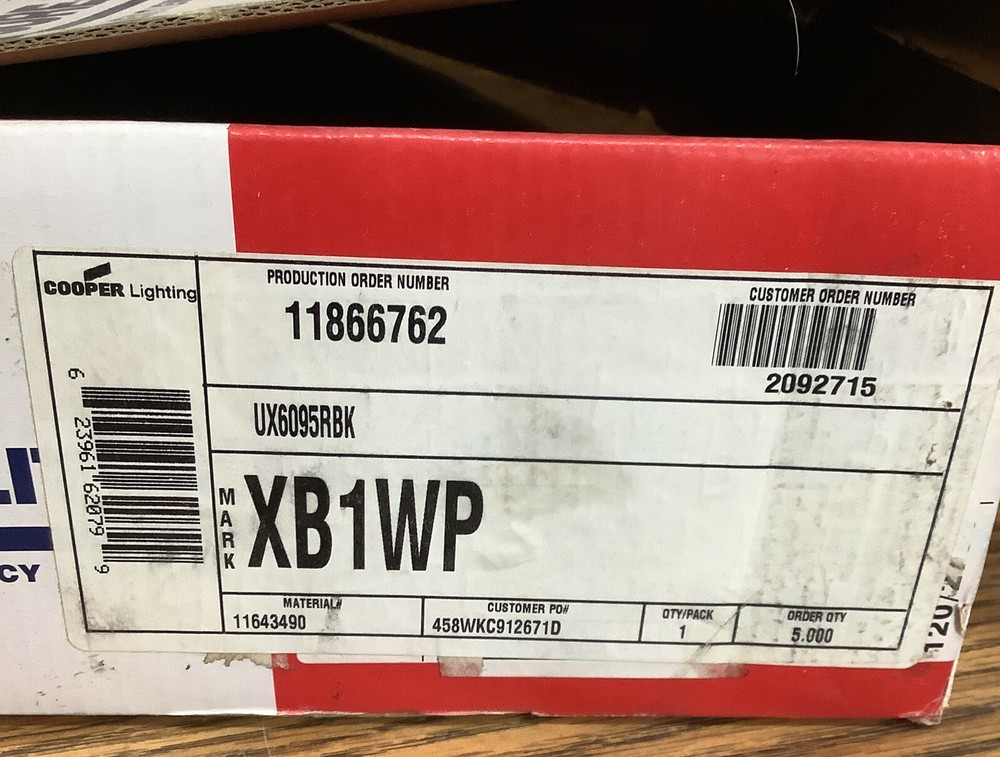 COOPER Lighting
PRODUCTION ORDER NUMBER
11866762
CUSTOMER ORDER NUMBER
2092715
6 23961 62079 9
UX6095RBK
MARK
XB1WP
MATERIAL#
11643490
CUSTOMER PO#
458WKC912671D
QTY/PACK
1
ORDER QTY
5.000
CY